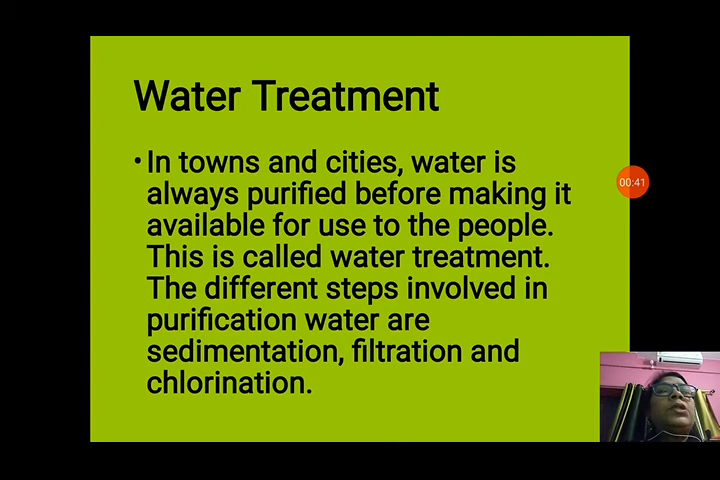 Water Treatment
• In towns and cities, water is
always purified before making it
available for use to the people.
This is called water treatment.
The different steps involved in
purification water are
sedimentation, filtration and
chlorination.
00:41